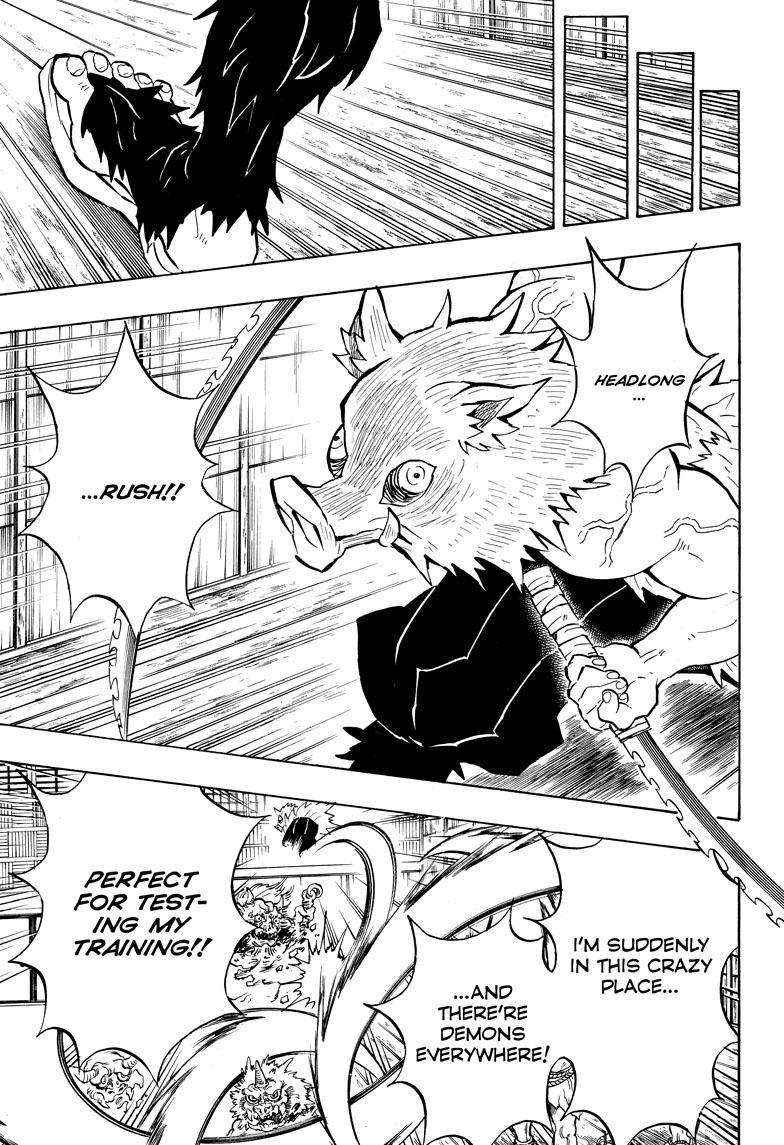 HEADLONG
...
...RUSH!!
I'M SUDDENLY
IN THIS CRAZY
PLACE...
...AND
THERE'RE
DEMONS
EVERYWHERE!
PERFECT
FOR TEST-
ING MY
TRAINING!!